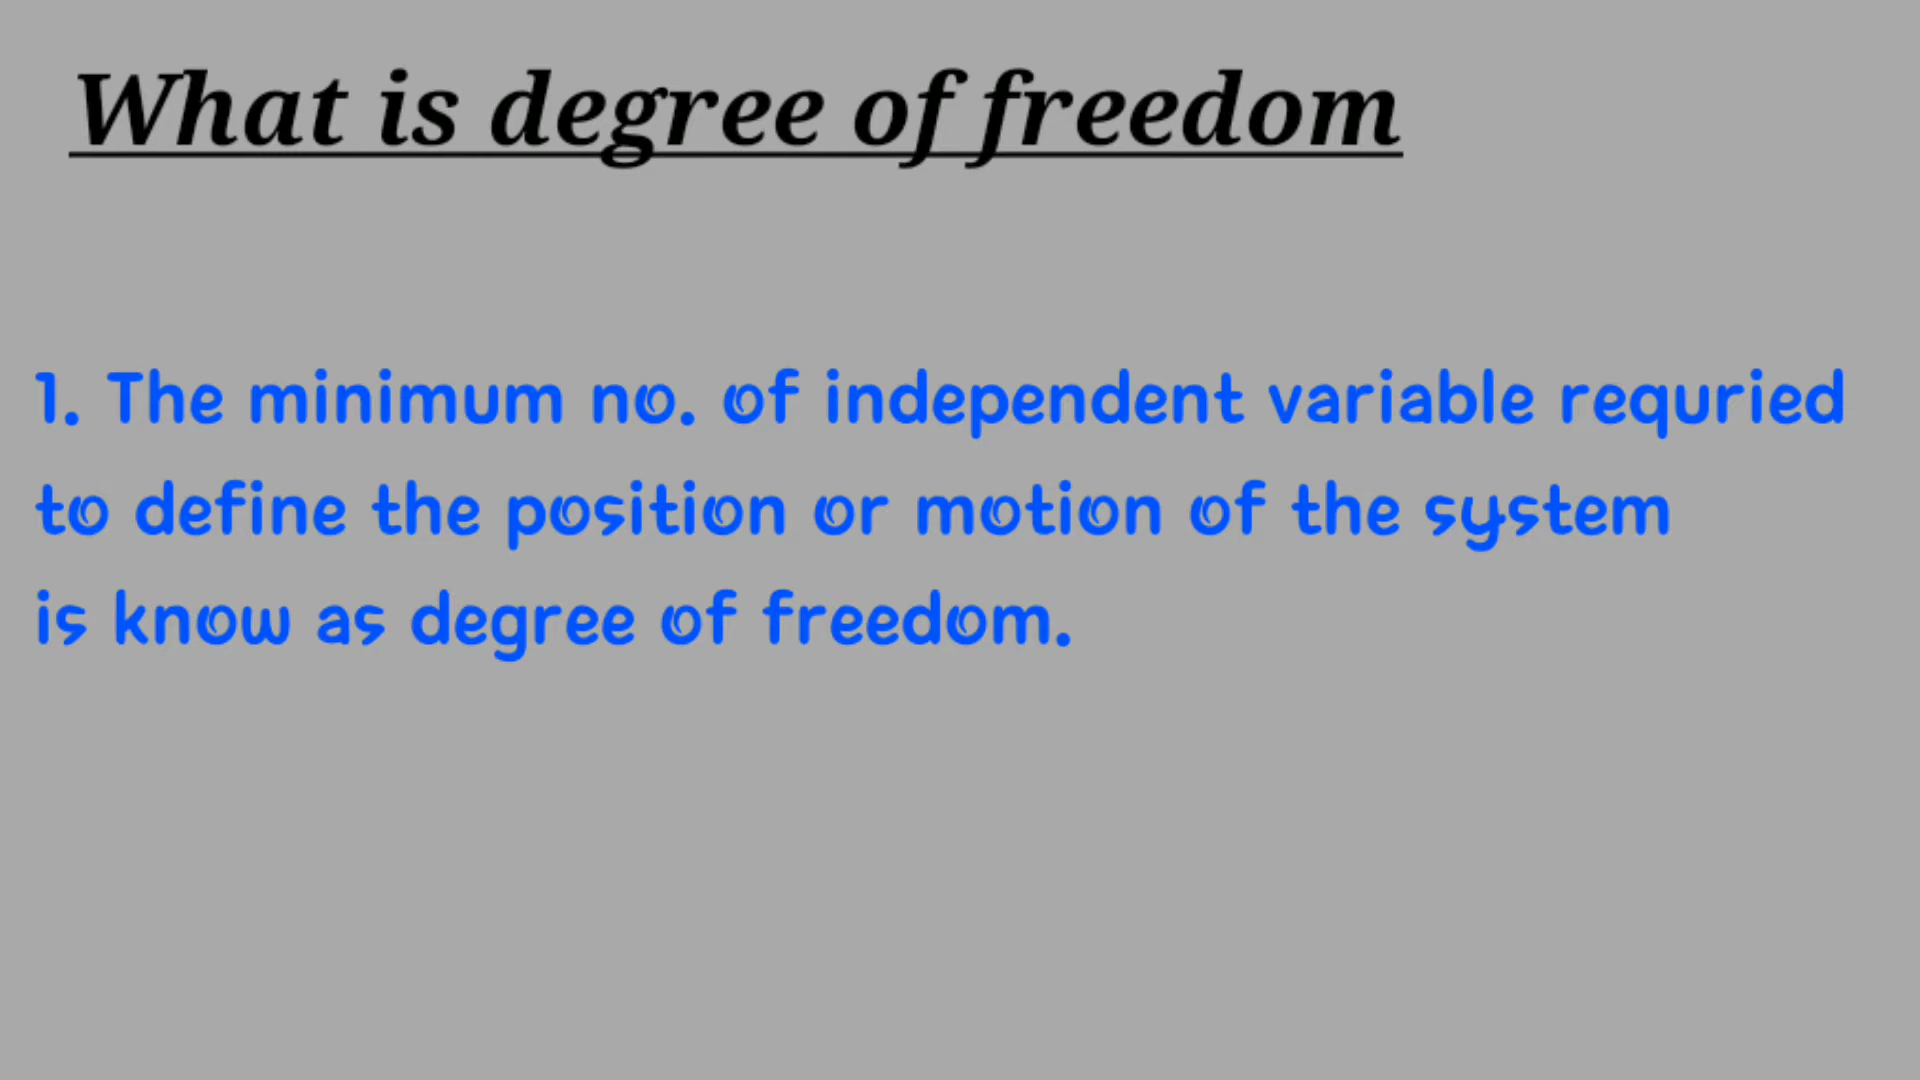 What is degree of freedom
1. The minimum no. of independent variable requried
to define the position or motion of the system
is know as degree of freedom.